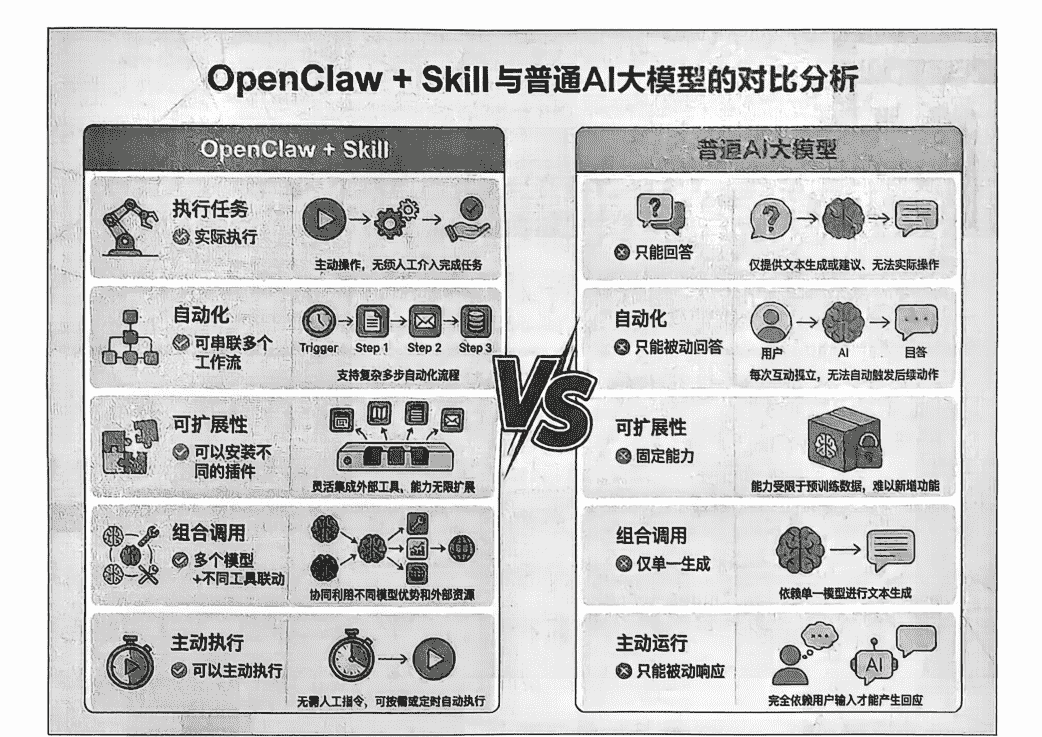 OpenClaw + Skill与普通AI大模型的对比分析
OpenClaw + Skill
执行任务
实际执行
主动操作，无须人工介入完成任务
自动化
可串联多个
工作流
Trigger
Step 1
Step 2
Step 3
支持复杂多步自动化流程
可扩展性
可以安装不
同的插件
灵活集成外部工具，能力无限扩展
组合调用
多个模型
+不同工具联动
协同利用不同模型优势和外部资源
主动执行
可以主动执行
无需人工指令，可按需或定时自动执行
VS
普通AI大模型
?
只能回答
?
仅提供文本生成或建议、无法实际操作
自动化
只能被动问答
用户
AI
目答
每次互动孤立，无法自动触发后续动作
可扩展性
固定能力
能力受限于预训练数据，难以新增功能
组合调用
仅单一生成
依赖单一模型进行文本生成
主动运行
只能被动响应
AI
完全依赖用户输入才能产生回应